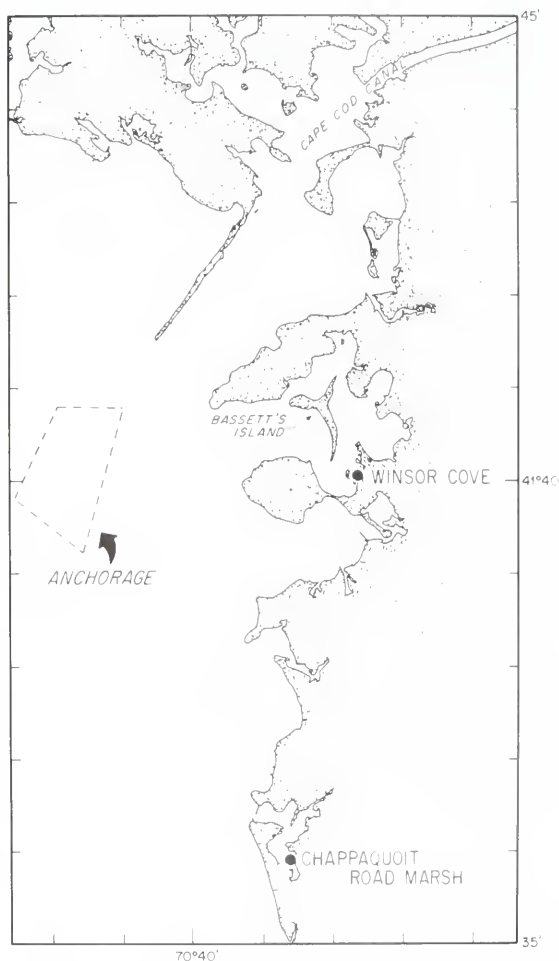 45'
CAPE COD CANAL
BASSETT'S
ISLAND
WINSOR COVE
41°40
ANCHORAGE
CHAPPAQUOIT
ROAD MARSH
35'
70°40'